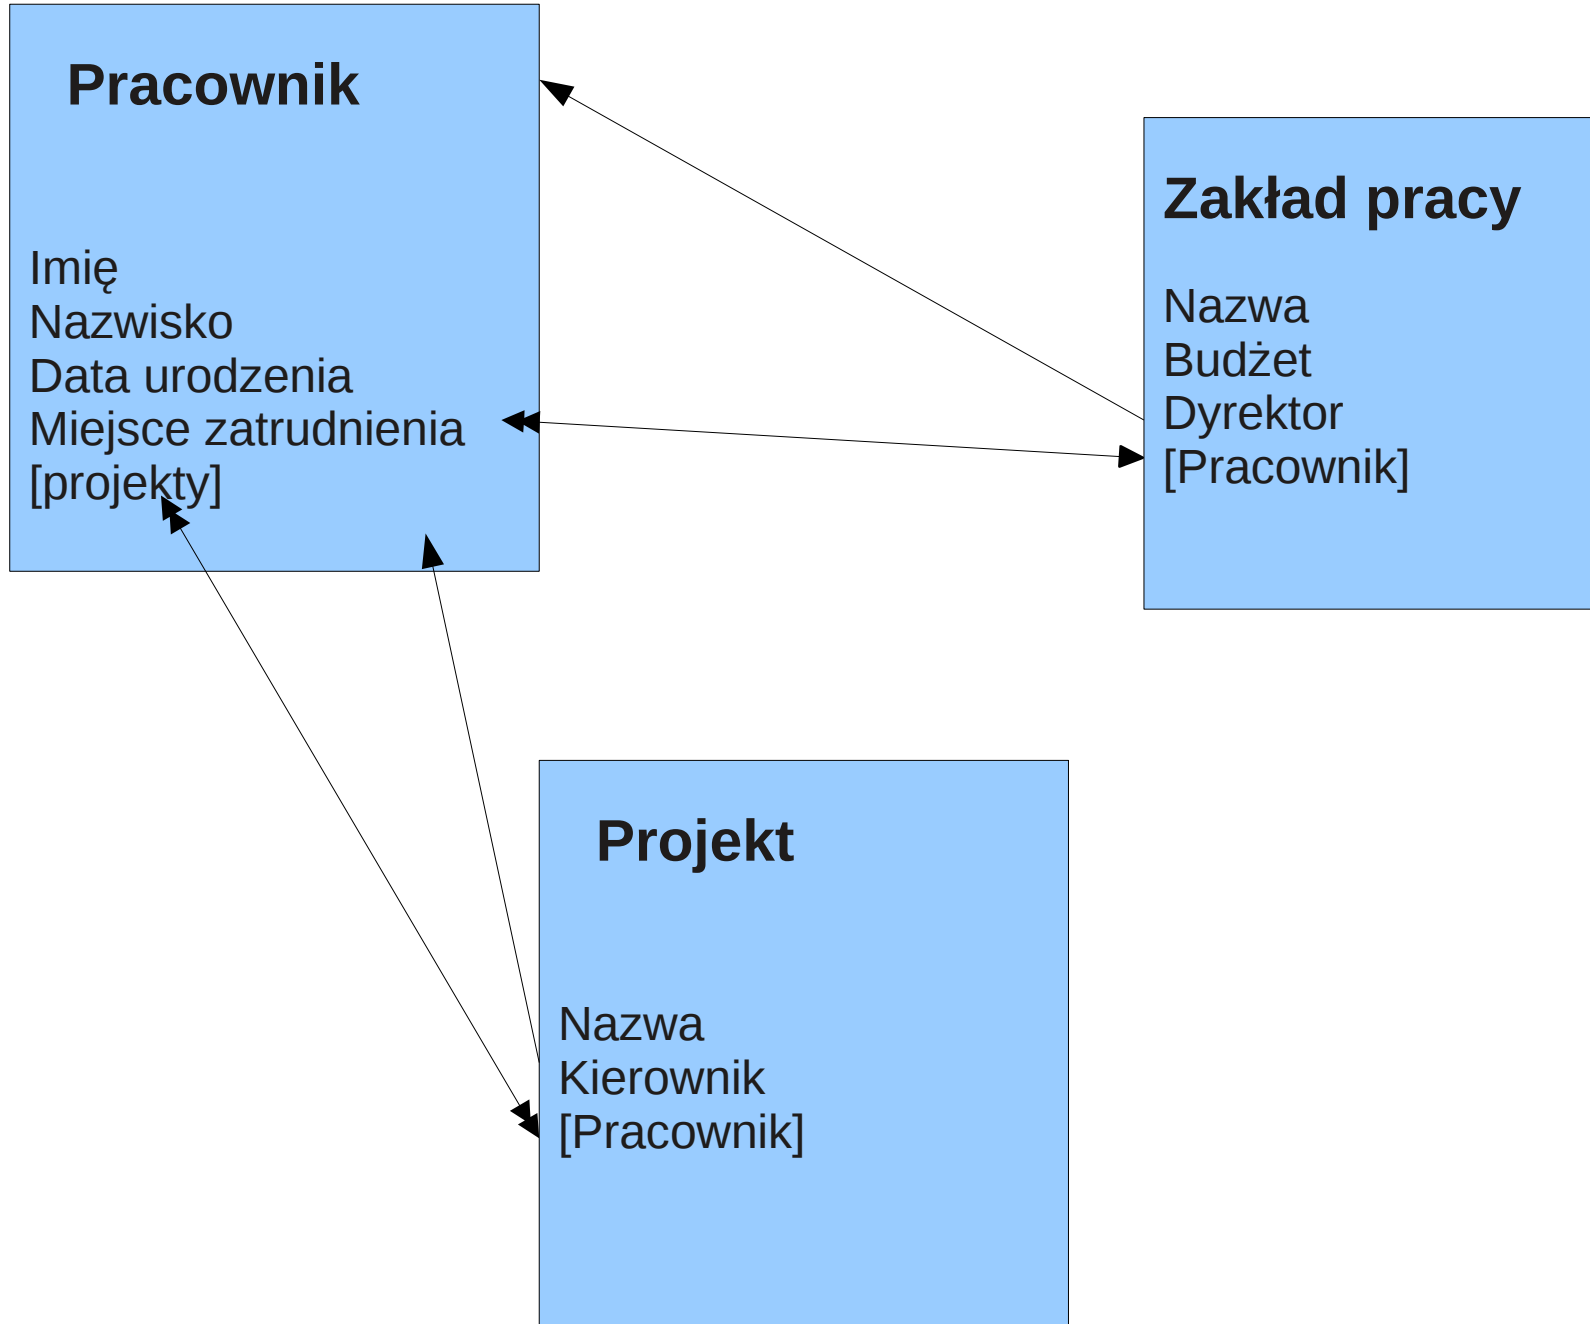 Pracownik
Imię
Nazwisko
Data urodzenia
Miejsce zatrudnienia
[projekty]
Zakład pracy
Nazwa
Budżet
Dyrektor
[Pracownik]
Projekt
Nazwa
Kierownik
[Pracownik]